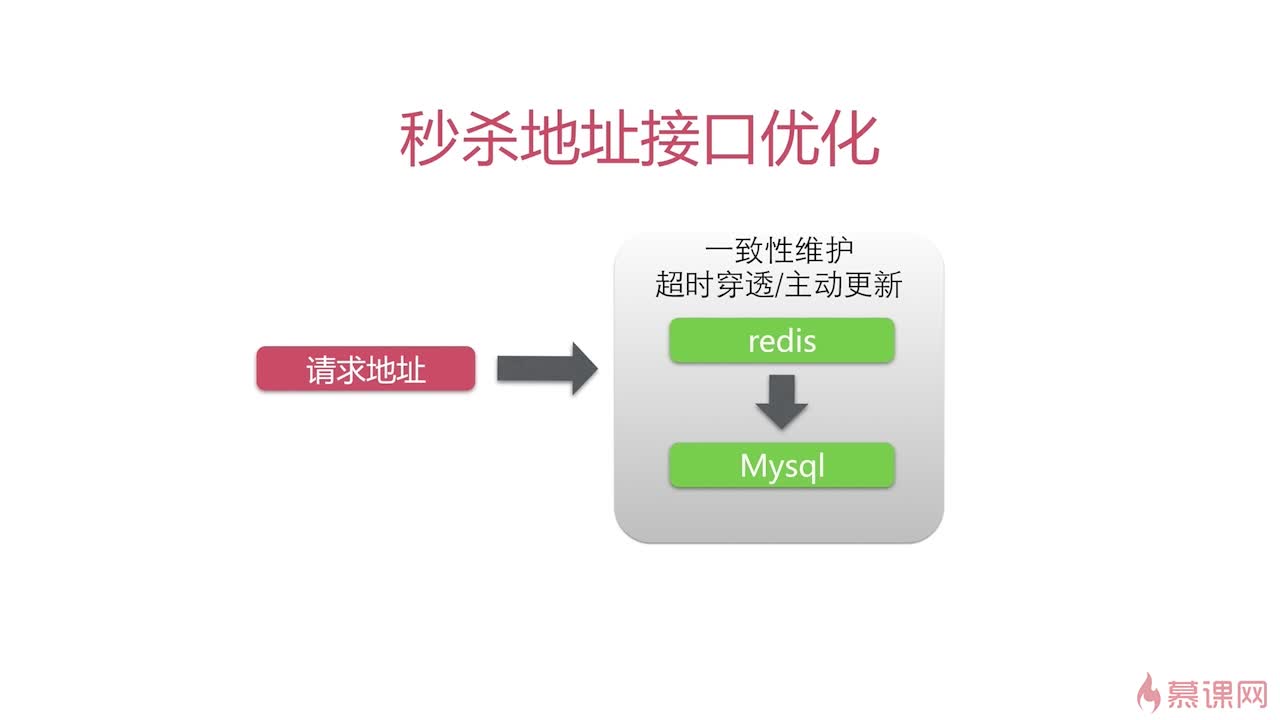 秒杀地址接口优化
一致性维护
超时穿透/主动更新
redis
请求地址
Mysql
慕课网